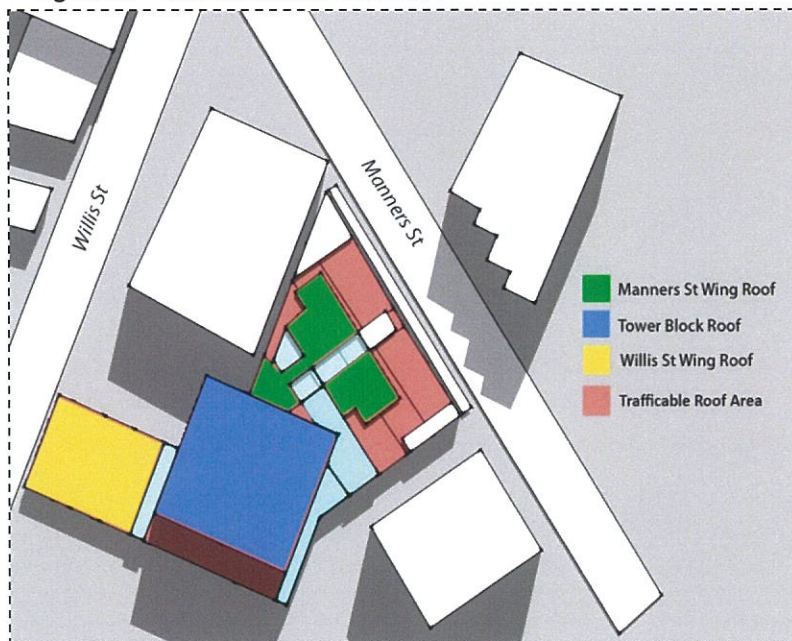 Willis St
Manners St
Manners St Wing Roof
Tower Block Roof
Willis St Wing Roof
Trafficable Roof Area